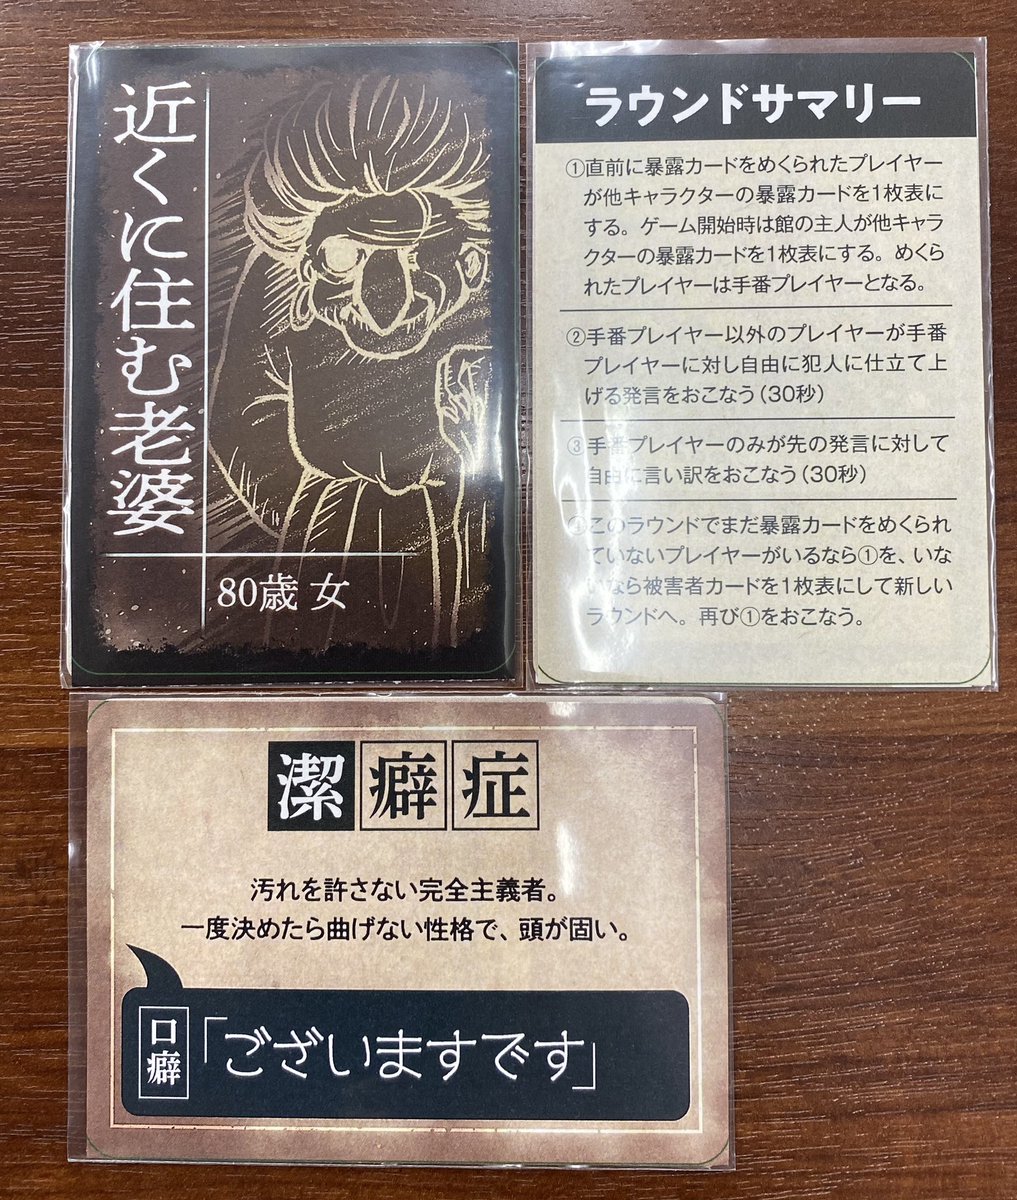 近くに住む老婆
80歳 女
ラウンドサマリー
①直前に暴露カードをめくられたプレイヤー
が他キャラクターの暴露カードを1枚表に
する。ゲーム開始時は館の主人が他キャラ
クターの暴露カードを1枚表にする。めくら
れたプレイヤーは手番プレイヤーとなる。
②手番プレイヤー以外のプレイヤーが手番
プレイヤーに対し自由に犯人に仕立て上
げる発言をおこなう（30秒）
③手番プレイヤーのみが先の発言に対して
自由に言い訳をおこなう（30秒）
④このラウンドでまだ暴露カードをめくられ
ていないプレイヤーがいるなら①を、いな
いなら被害者カードを1枚表にして新しい
ラウンドへ。再び①をおこなう。
潔癖症
汚れを許さない完全主義者。
一度決めたら曲げない性格で、頭が固い。
口癖
「ございますです」